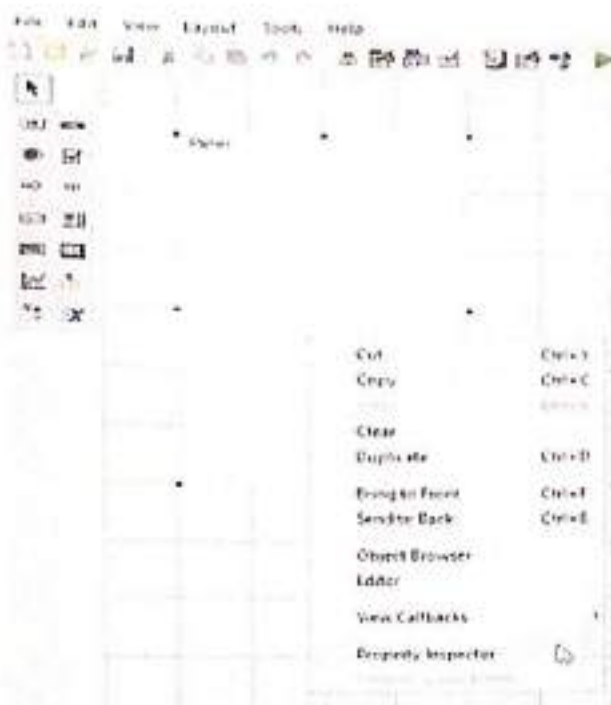 File Edit View Layout Tools Help
Panel
Cut Ctrl+X
Copy Ctrl+C
Clear
Duplicate Ctrl+D
Bring to Front Ctrl+F
Send to Back Ctrl+B
Object Browser
Editor
View Callbacks
Property Inspector